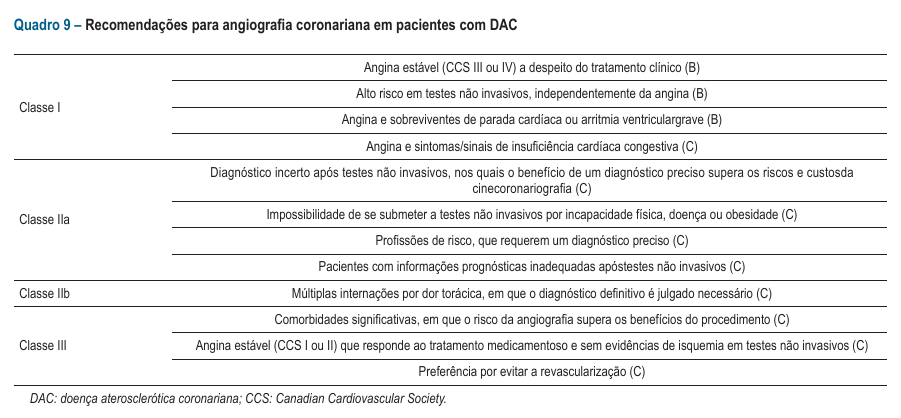 Quadro 9 – Recomendações para angiografia coronariana em pacientes com DAC
Classe I
Angina estável (CCS III ou IV) a despeito do tratamento clínico (B)
Alto risco em testes não invasivos, independentemente da angina (B)
Angina e sobreviventes de parada cardíaca ou arritmia ventriculargrave (B)
Angina e sintomas/sinais de insuficiência cardíaca congestiva (C)
Classe IIa
Diagnóstico incerto após testes não invasivos, nos quais o benefício de um diagnóstico preciso supera os riscos e custosda
cinecoronariografia (C)
Impossibilidade de se submeter a testes não invasivos por incapacidade física, doença ou obesidade (C)
Profissões de risco, que requerem um diagnóstico preciso (C)
Pacientes com informações prognósticas inadequadas apóstestes não invasivos (C)
Classe IIb
Múltiplas internações por dor torácica, em que o diagnóstico definitivo é julgado necessário (C)
Classe III
Comorbidades significativas, em que o risco da angiografia supera os benefícios do procedimento (C)
Angina estável (CCS I ou II) que responde ao tratamento medicamentoso e sem evidências de isquemia em testes não invasivos (C)
Preferência por evitar a revascularização (C)
DAC: doença aterosclerótica coronariana; CCS: Canadian Cardiovascular Society.